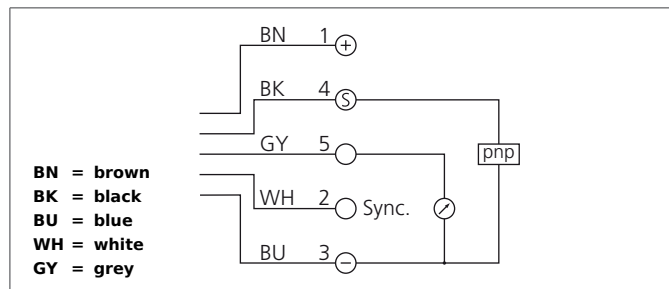 BN 1 +
BK 4 S
pnp
GY 5
WH 2 Sync.
BU 3 −
BN = brown
BK = black
BU = blue
WH = white
GY = grey